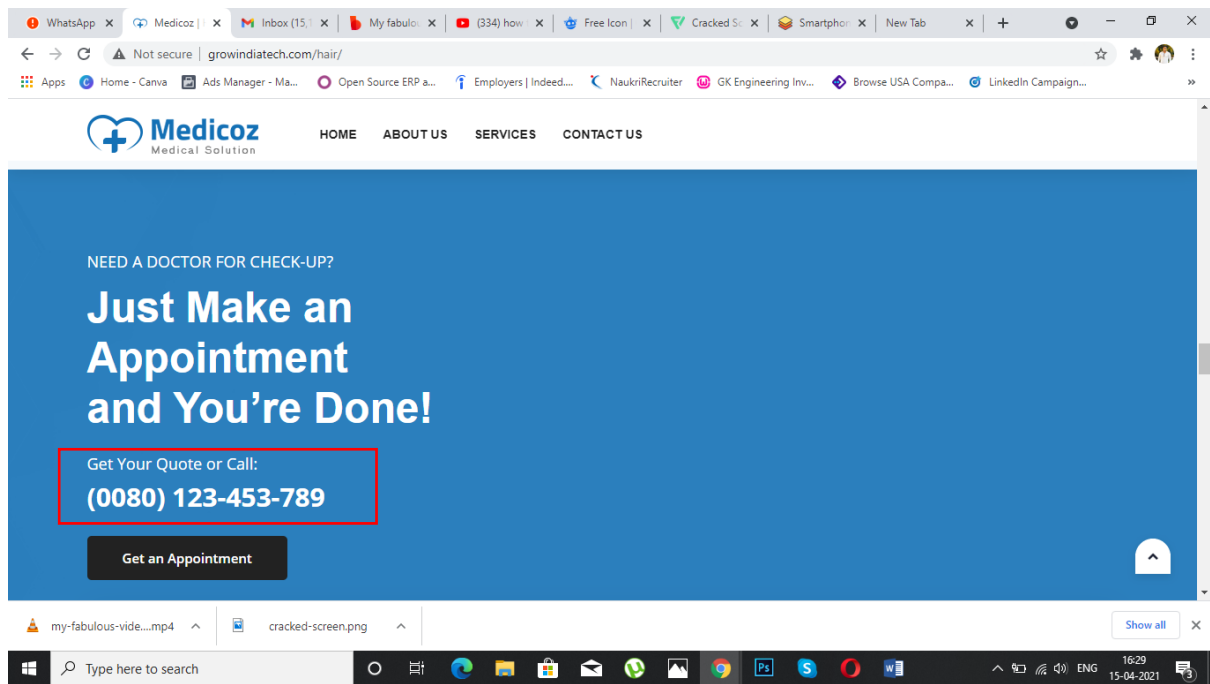 WhatsApp
Medicoz |
Inbox (15,1
My fabulou
(334) how
Free Icon |
Cracked Sc
Smartphon
New Tab
Not secure | growindiatech.com/hair/
Apps
Home - Canva
Ads Manager - Ma...
Open Source ERP a...
Employers | Indeed....
NaukriRecruiter
GK Engineering Inv...
Browse USA Compa...
LinkedIn Campaign...
»
Medicoz
Medical Solution
HOME
ABOUT US
SERVICES
CONTACT US
NEED A DOCTOR FOR CHECK-UP?
Just Make an
Appointment
and You’re Done!
Get Your Quote or Call:
(0080) 123-453-789
Get an Appointment
my-fabulous-vide....mp4
cracked-screen.png
Show all
Type here to search
Ps
S
W
ENG
16:29
15-04-2021
3